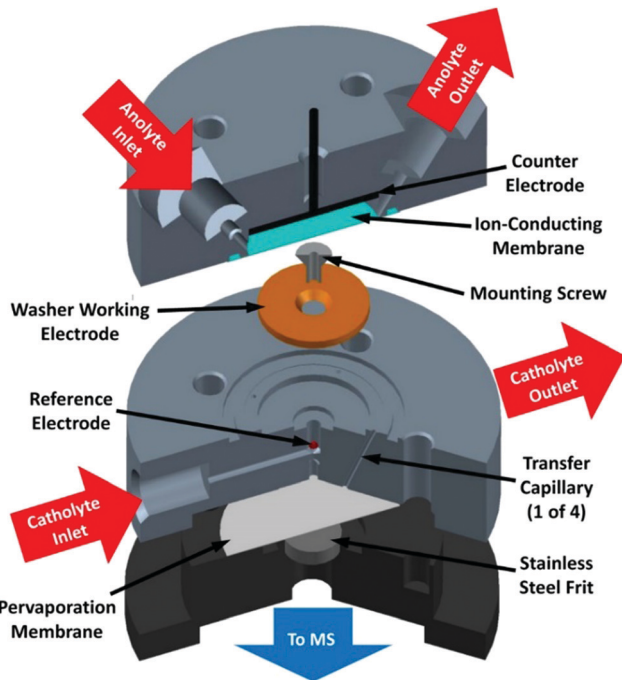 Anolyte
Inlet
Anolyte
Outlet
Counter
Electrode
Ion-Conducting
Membrane
Mounting Screw
Washer Working
Electrode
Reference
Electrode
Catholyte
Outlet
Transfer
Capillary
(1 of 4)
Catholyte
Inlet
Stainless
Steel Frit
Pervaporation
Membrane
To MS